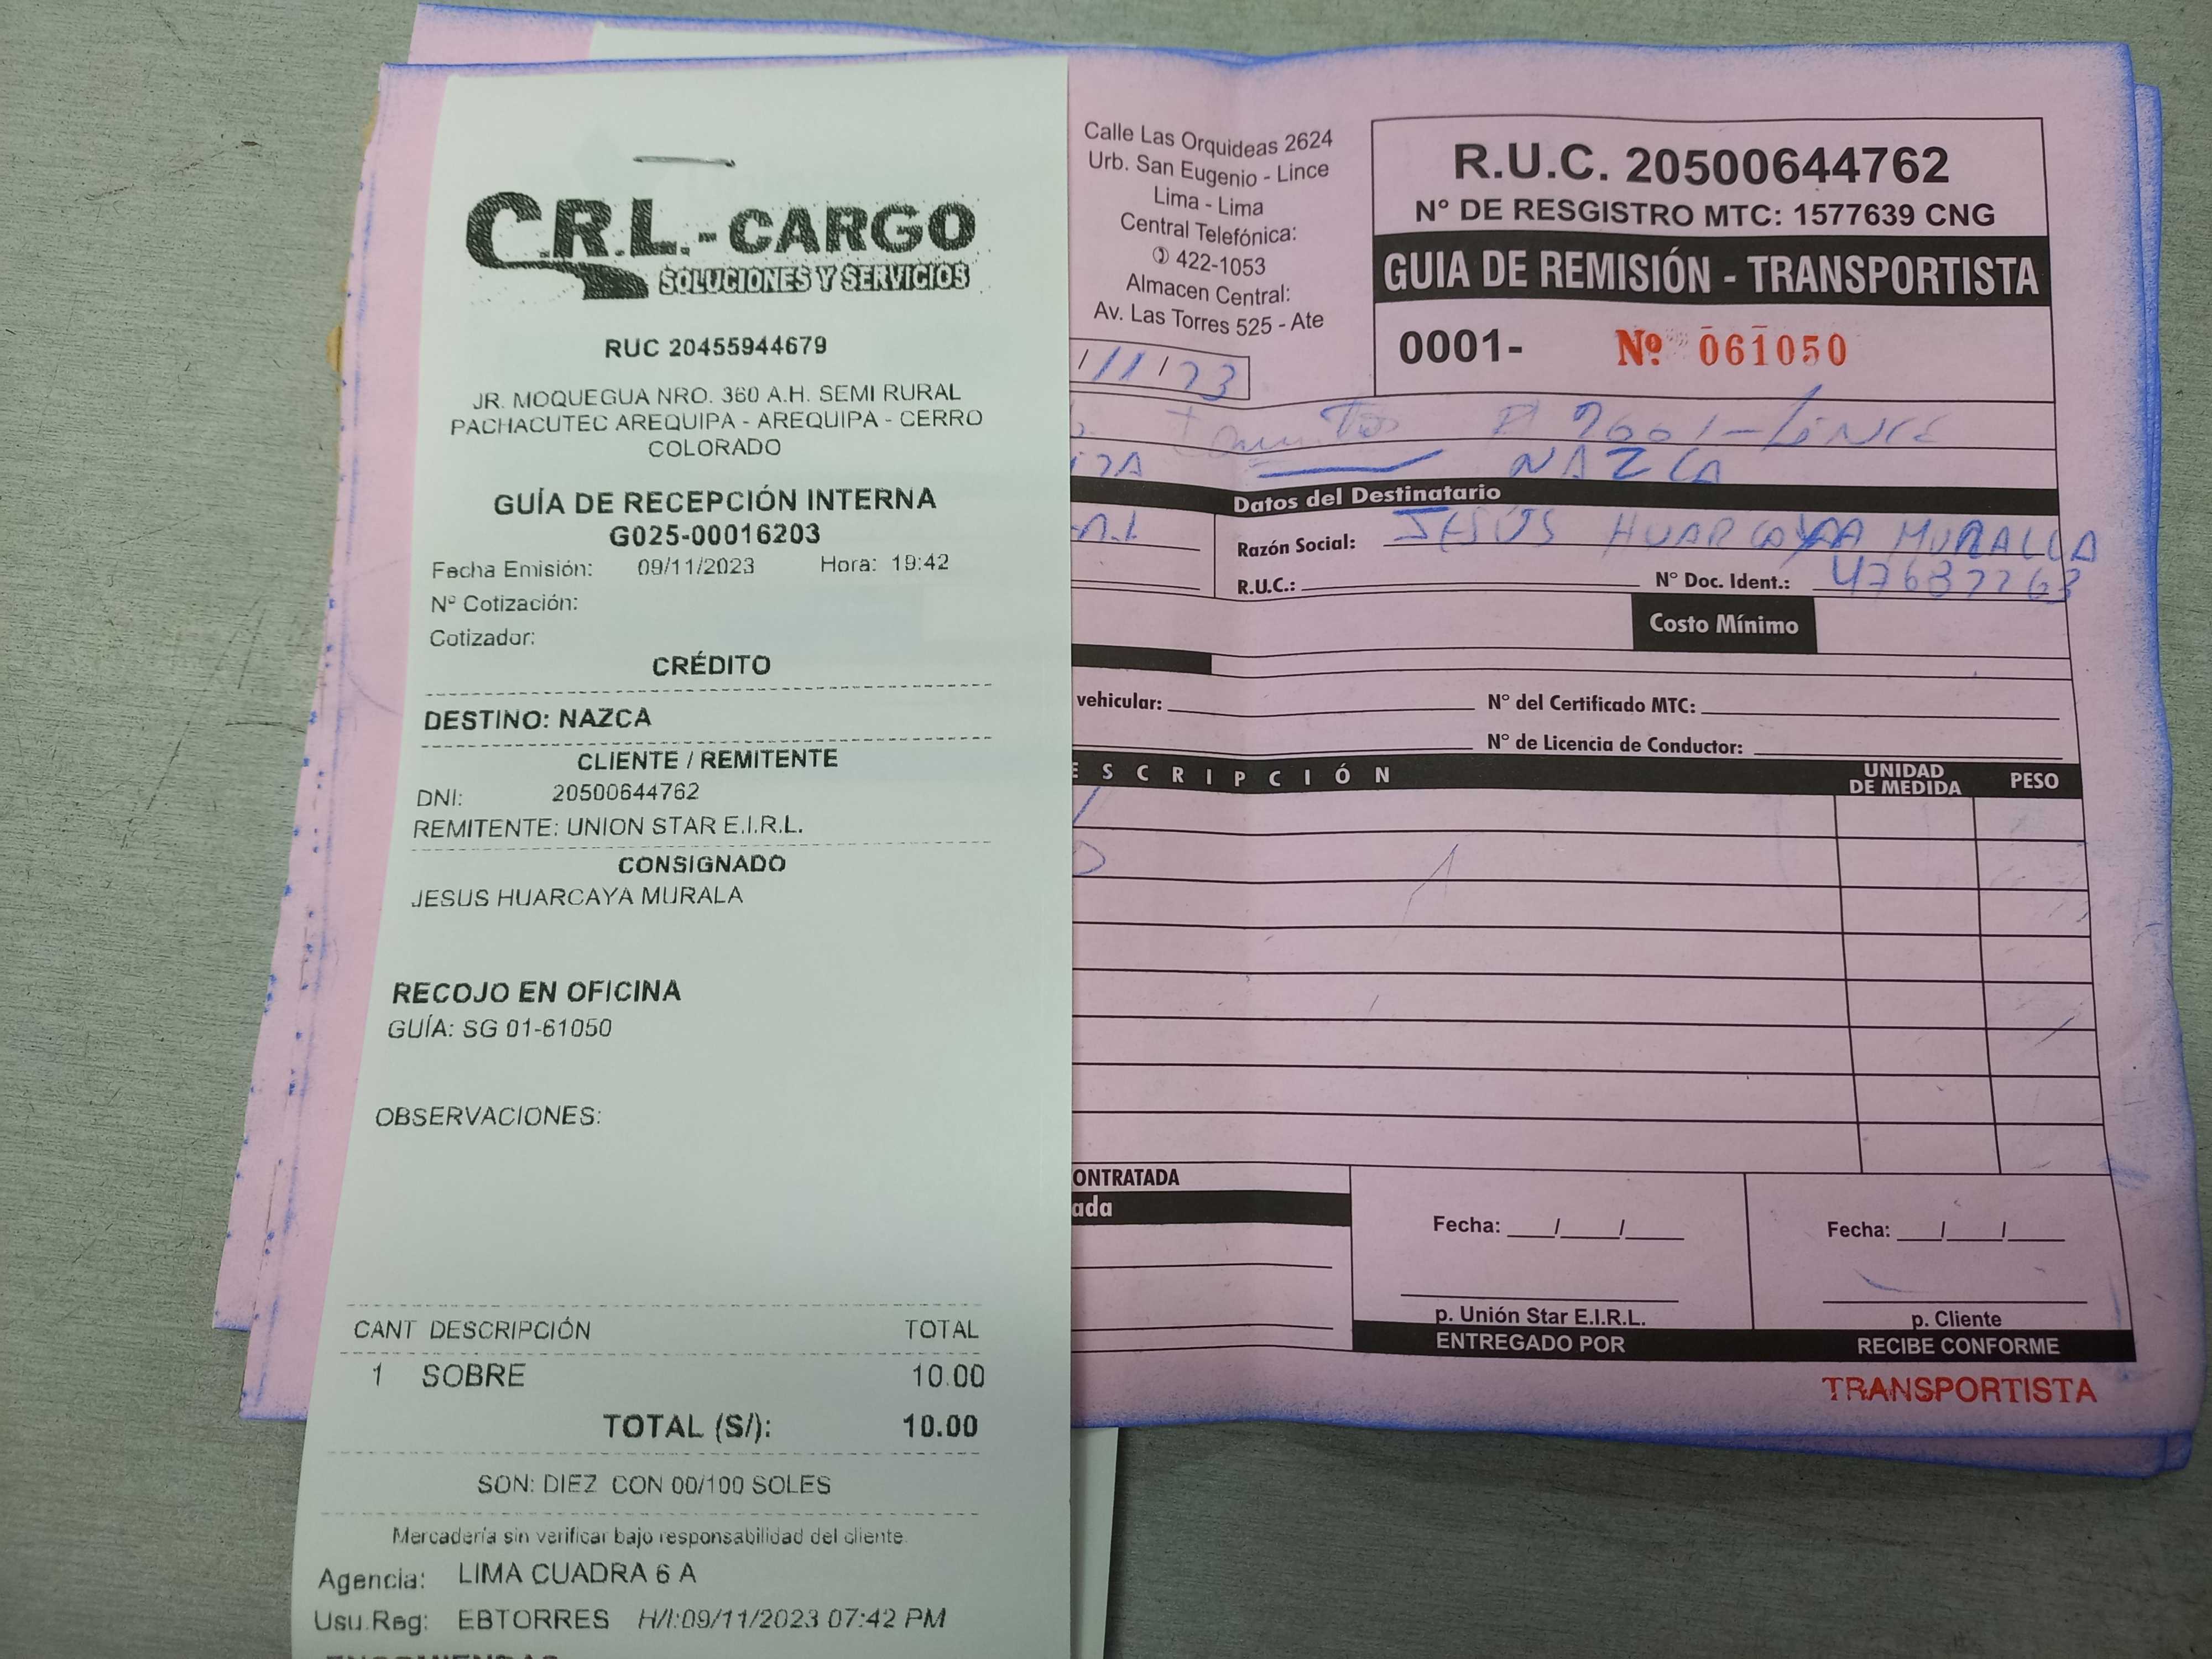 C.R.L.-CARGO
SOLUCIONES Y SERVICIOS
RUC 20455944679
JR. MOQUEGUA NRO. 360 A.H. SEMI RURAL
PACHACUTEC AREQUIPA - AREQUIPA - CERRO
COLORADO
GUÍA DE RECEPCIÓN INTERNA
G025-00016203
Fecha Emisión: 09/11/2023 Hora: 19:42
Nº Cotización:
Cotizador:
CRÉDITO
DESTINO: NAZCA
CLIENTE / REMITENTE
DNI: 20500644762
REMITENTE: UNION STAR E.I.R.L.
CONSIGNADO
JESUS HUARCAYA MURALA
RECOJO EN OFICINA
GUÍA: SG 01-61050
OBSERVACIONES:
CANT DESCRIPCIÓN TOTAL
1 SOBRE 10.00
TOTAL (S/): 10.00
SON: DIEZ CON 00/100 SOLES
Mercadería sin verificar bajo responsabilidad del cliente.
Agencia: LIMA CUADRA 6 A
Usu.Reg: EBTORRES H/I:09/11/2023 07:42 PM
Calle Las Orquideas 2624
Urb. San Eugenio - Lince
Lima - Lima
Central Telefónica:
422-1053
Almacen Central:
Av. Las Torres 525 - Ate
R.U.C. 20500644762
N° DE RESGISTRO MTC: 1577639 CNG
GUIA DE REMISIÓN - TRANSPORTISTA
0001- Nº 061050
/11/23
NAZCA
Datos del Destinatario
Razón Social: JESUS HUARCAYA MURALLA
R.U.C.: N° Doc. Ident.: 47637763
Costo Mínimo
vehicular: N° del Certificado MTC:
N° de Licencia de Conductor:
ESCRIPCIÓN UNIDAD DE MEDIDA PESO
ONTRATADA
ada
Fecha: / /
p. Unión Star E.I.R.L.
ENTREGADO POR
Fecha: / /
p. Cliente
RECIBE CONFORME
TRANSPORTISTA